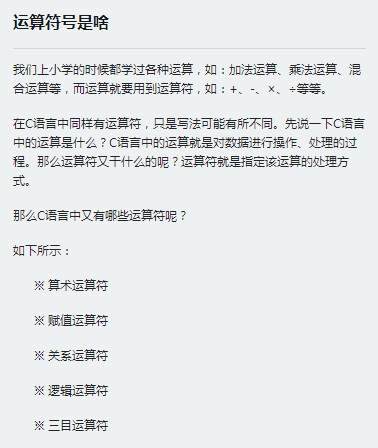 运算符号是啥
我们上小学的时候都学过各种运算，如：加法运算、乘法运算、混
合运算等，而运算就要用到运算符，如：+、-、×、÷等等。
在C语言中同样有运算符，只是写法可能有所不同。先说一下C语言
中的运算是什么？C语言中的运算就是对数据进行操作、处理的过
程。那么运算符又干什么的呢？运算符就是指定该运算的处理方
式。
那么C语言中又有哪些运算符呢？
如下所示：
※ 算术运算符
※ 赋值运算符
※ 关系运算符
※ 逻辑运算符
※ 三目运算符